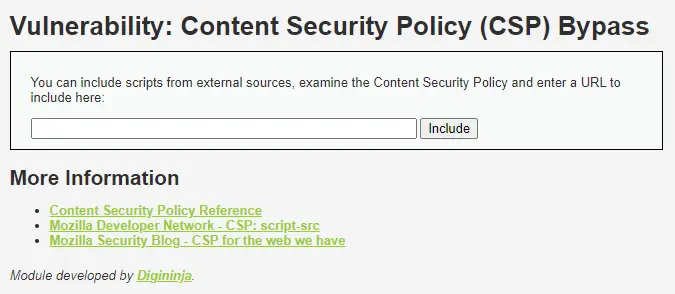 Vulnerability: Content Security Policy (CSP) Bypass
You can include scripts from external sources, examine the Content Security Policy and enter a URL to
include here:
Include
More Information
Content Security Policy Reference
Mozilla Developer Network - CSP: script-src
Mozilla Security Blog - CSP for the web we have
Module developed by Digininja.